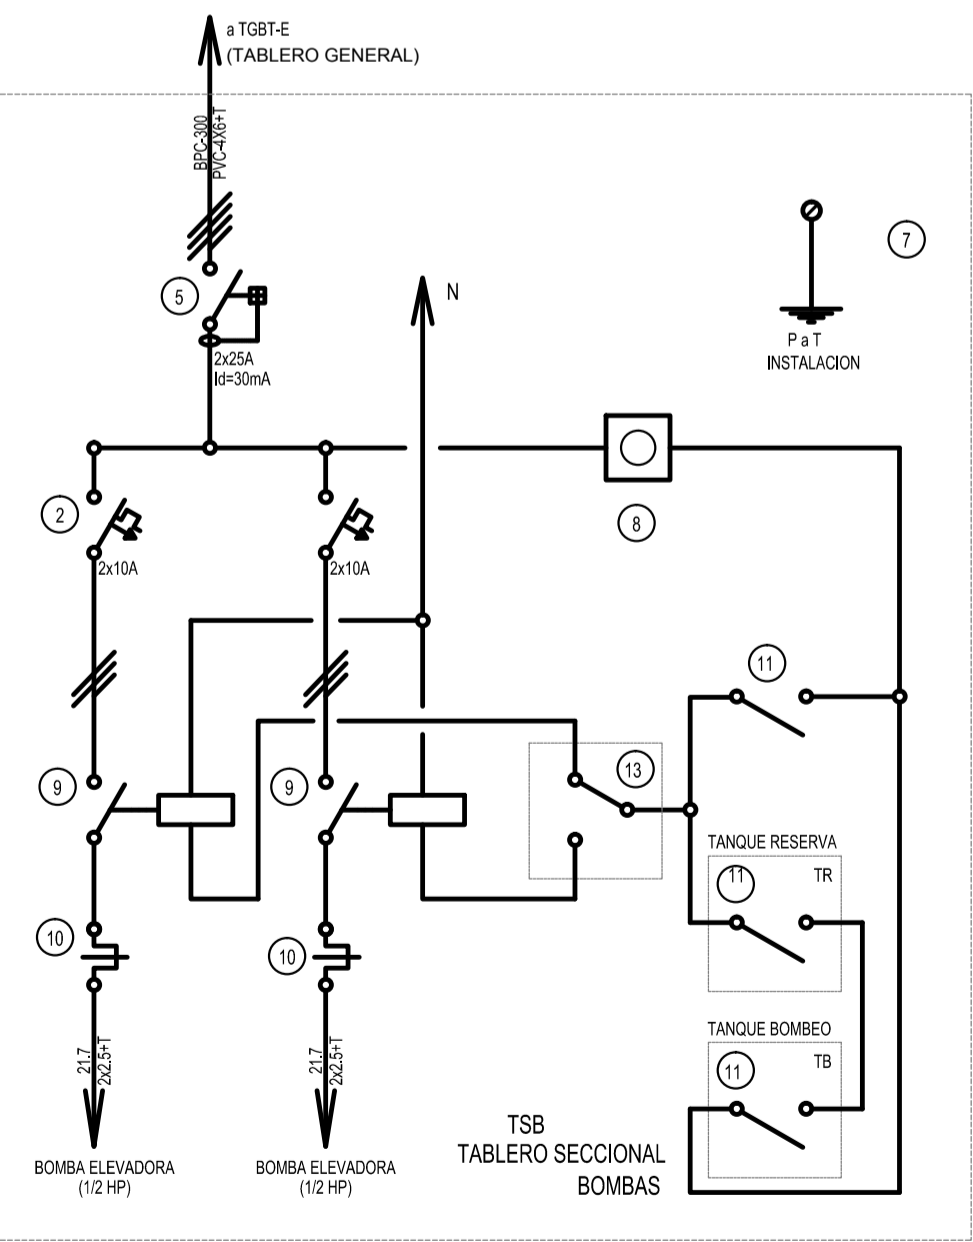 a TGBT-E
(TABLERO GENERAL)
BPC-300
PVC-4X6+T
7
5
N
2x25A
Id=30mA
P a T
INSTALACION
8
2
2x10A
2x10A
11
9
9
13
TANQUE RESERVA
11
TR
10
10
TANQUE BOMBEO
11
TB
21.7
2x2.5+T
21.7
2x2.5+T
TSB
TABLERO SECCIONAL
BOMBAS
BOMBA ELEVADORA
(1/2 HP)
BOMBA ELEVADORA
(1/2 HP)